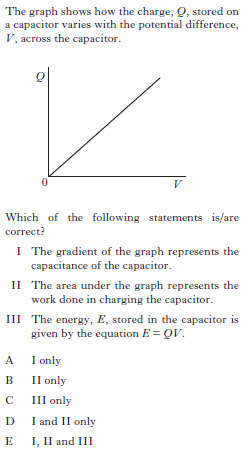 The graph shows how the charge, Q, stored on
a capacitor varies with the potential difference,
V, across the capacitor.
Q
0
V
Which of the following statements is/are
correct?
I The gradient of the graph represents the
capacitance of the capacitor.
II The area under the graph represents the
work done in charging the capacitor.
III The energy, E, stored in the capacitor is
given by the equation E = QV.
A I only
B II only
C III only
D I and II only
E I, II and III